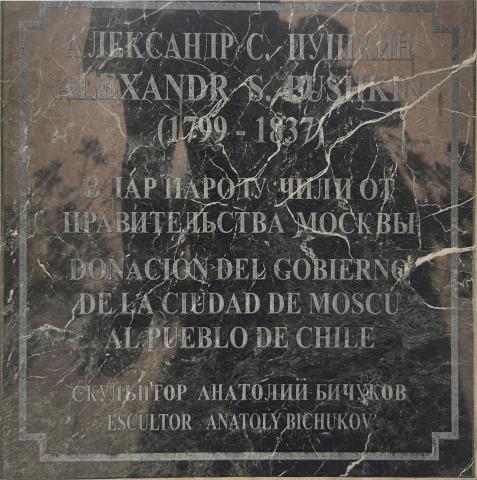 АЛЕКСАНДР С. ПУШКИН
ALEXANDR S. PUSHKIN
(1799 - 1837)
В ДАР НАРОДУ ЧИЛИ ОТ
ПРАВИТЕЛЬСТВА МОСКВЫ
DONACION DEL GOBIERNO
DE LA CIUDAD DE MOSCU
AL PUEBLO DE CHILE
СКУЛЬПТОР АНАТОЛИЙ БИЧУКОВ
ESCULTOR ANATOLY BICHUKOV